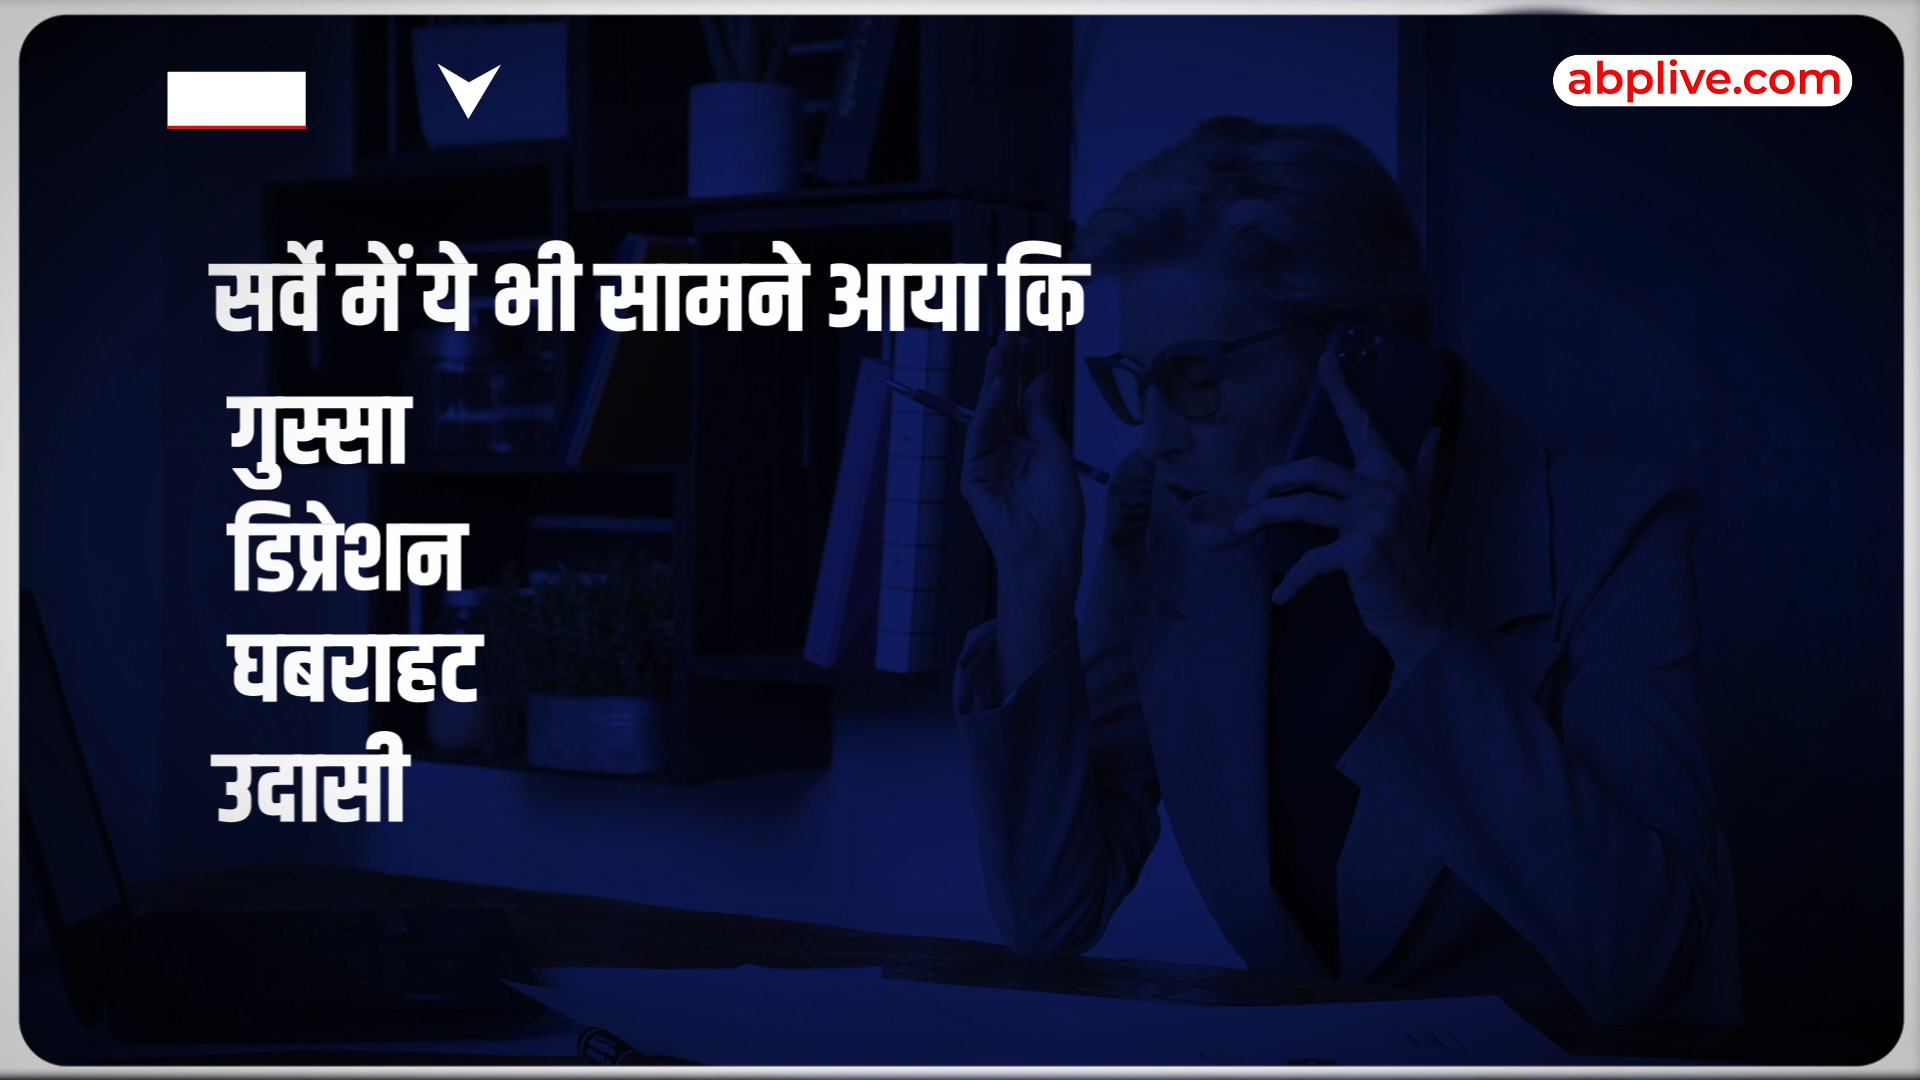 abplive.com
सर्वे में ये भी सामने आया कि
गुस्सा
डिप्रेशन
घबराहट
उदासी